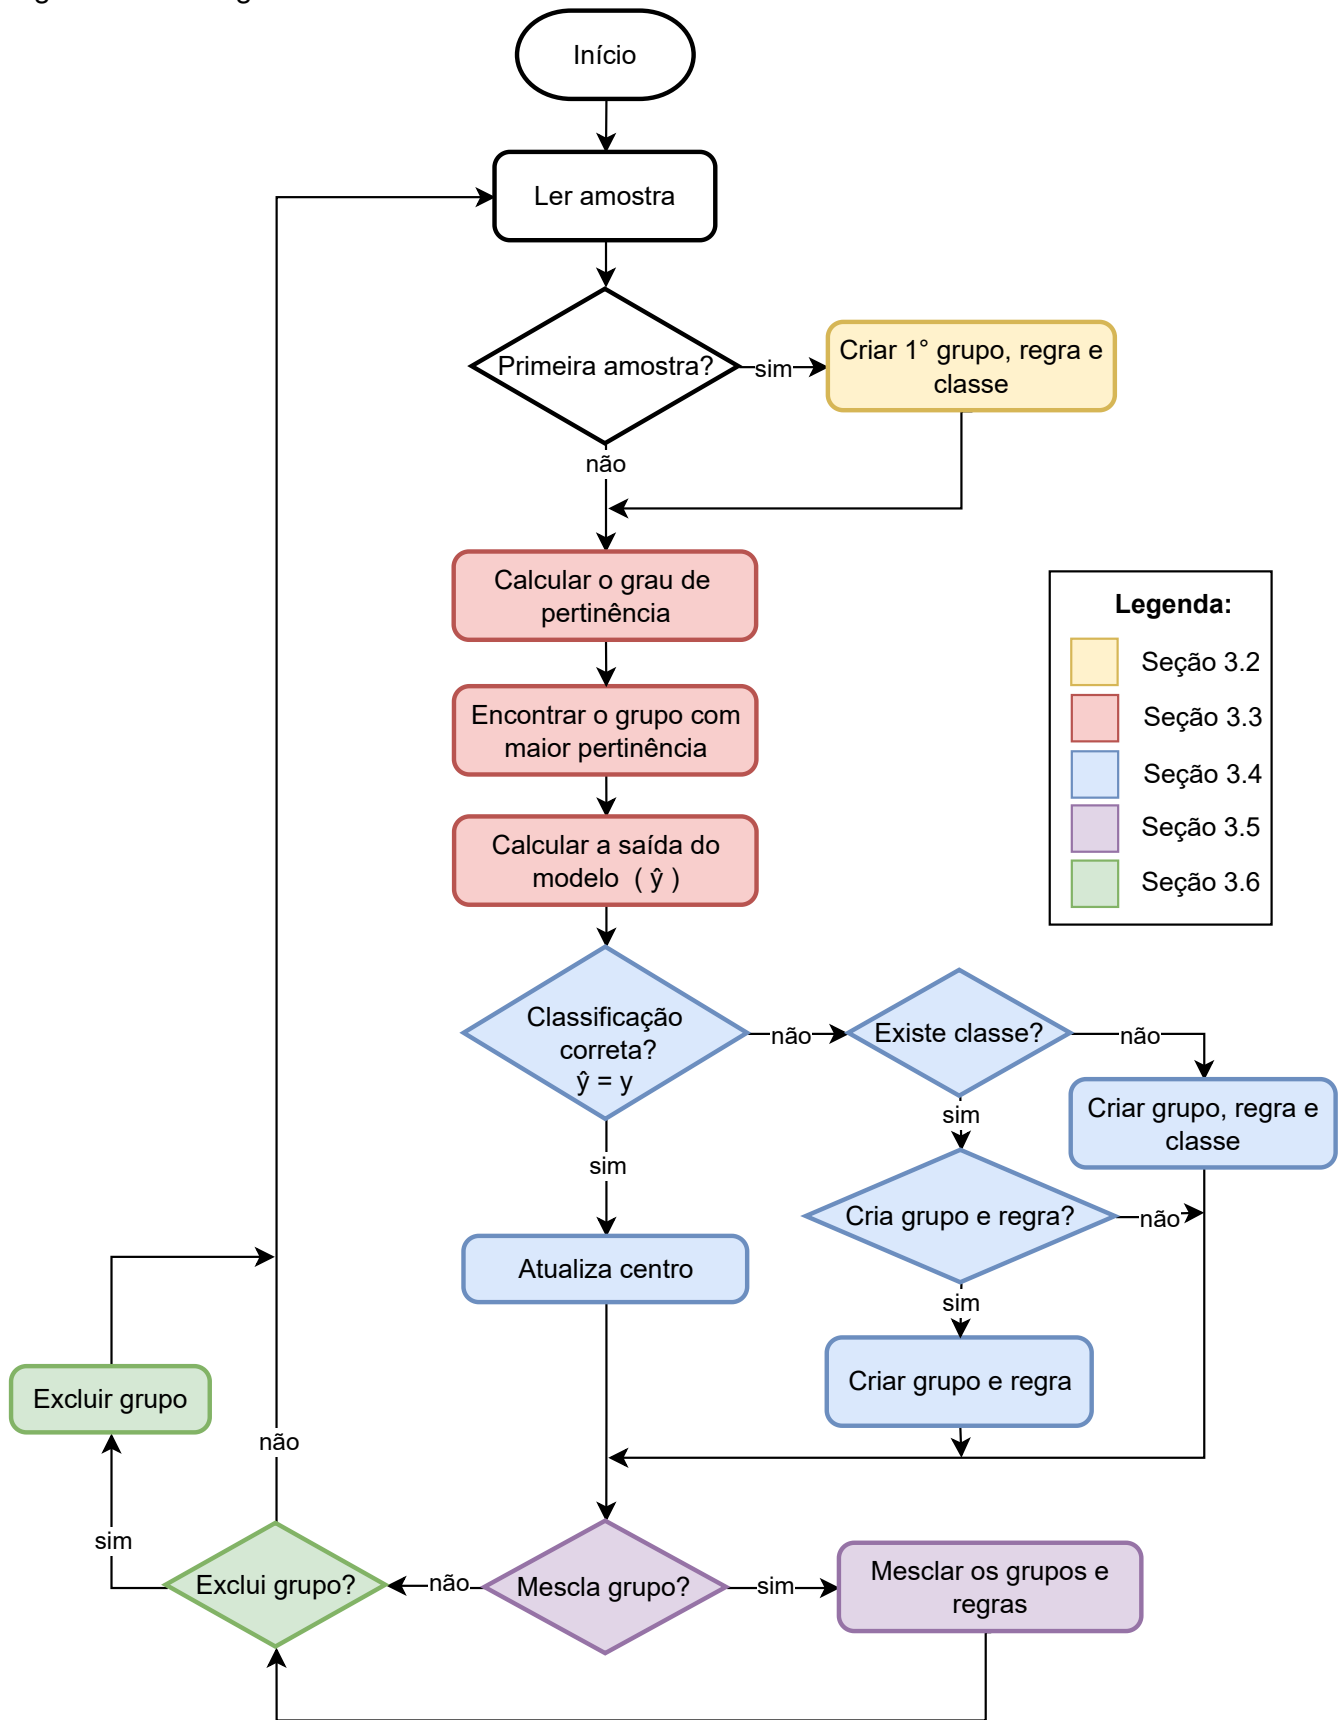 Início
Ler amostra
Primeira amostra?
sim
Criar 1° grupo, regra e
classe
não
Calcular o grau de
pertinência
Encontrar o grupo com
maior pertinência
Calcular a saída do
modelo ( ŷ )
Legenda:
Seção 3.2
Seção 3.3
Seção 3.4
Seção 3.5
Seção 3.6
Classificação
correta?
ŷ = y
não
Existe classe?
não
Criar grupo, regra e
classe
sim
sim
Cria grupo e regra?
não
Atualiza centro
sim
Criar grupo e regra
Excluir grupo
não
sim
Exclui grupo?
não
Mescla grupo?
sim
Mesclar os grupos e
regras